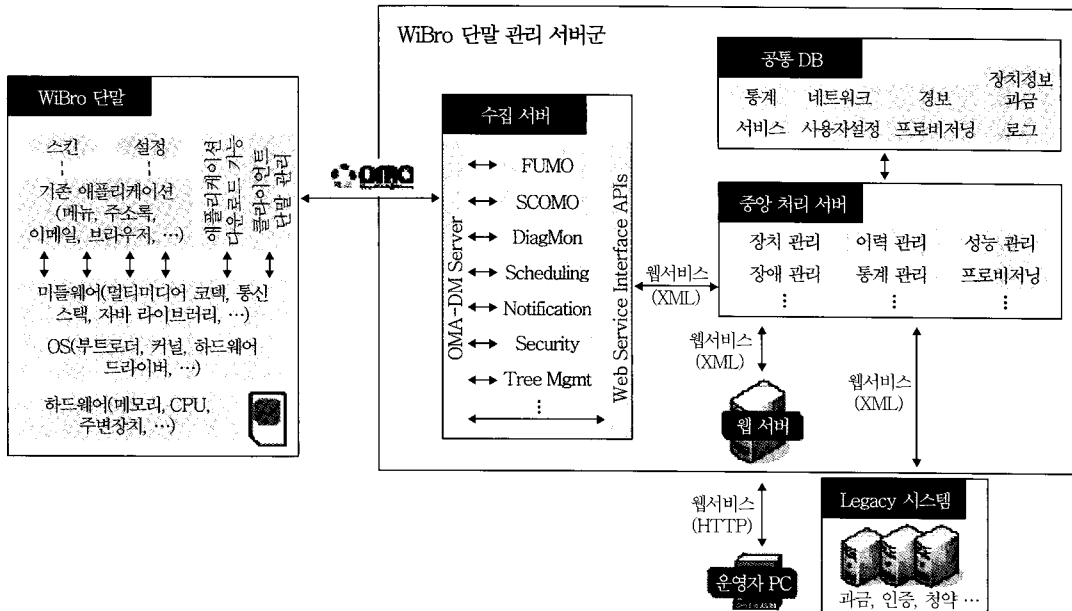 WiBro 단말 관리 서버군
WiBro 단말
스킨
설정
기존 애플리케이션
(메뉴, 주소록,
이메일, 브라우저, …)
애플리케이션
다운로드 가능
클라이언트
단말 관리
미들웨어(멀티미디어 코덱, 통신
스택, 자바 라이브러리, …)
OS(부트로더, 커널, 하드웨어
드라이버, …)
하드웨어(메모리, CPU,
주변장치, …)
oma
수집 서버
OMA-DM Server
FUMO
SCOMO
DiagMon
Scheduling
Notification
Security
Tree Mgmt
⋮
Web Service Interface APIs
웹서비스
(XML)
공통 DB
통계 네트워크 경보 장치정보
과금
서비스 사용자설정 프로비저닝 로그
중앙 처리 서버
장치 관리 이력 관리 성능 관리
장애 관리 통계 관리 프로비저닝
⋮ ⋮ ⋮
웹서비스
(XML)
웹서비스
(XML)
웹 서버
웹서비스
(HTTP)
운영자 PC
Legacy 시스템
과금, 인증, 청약 …